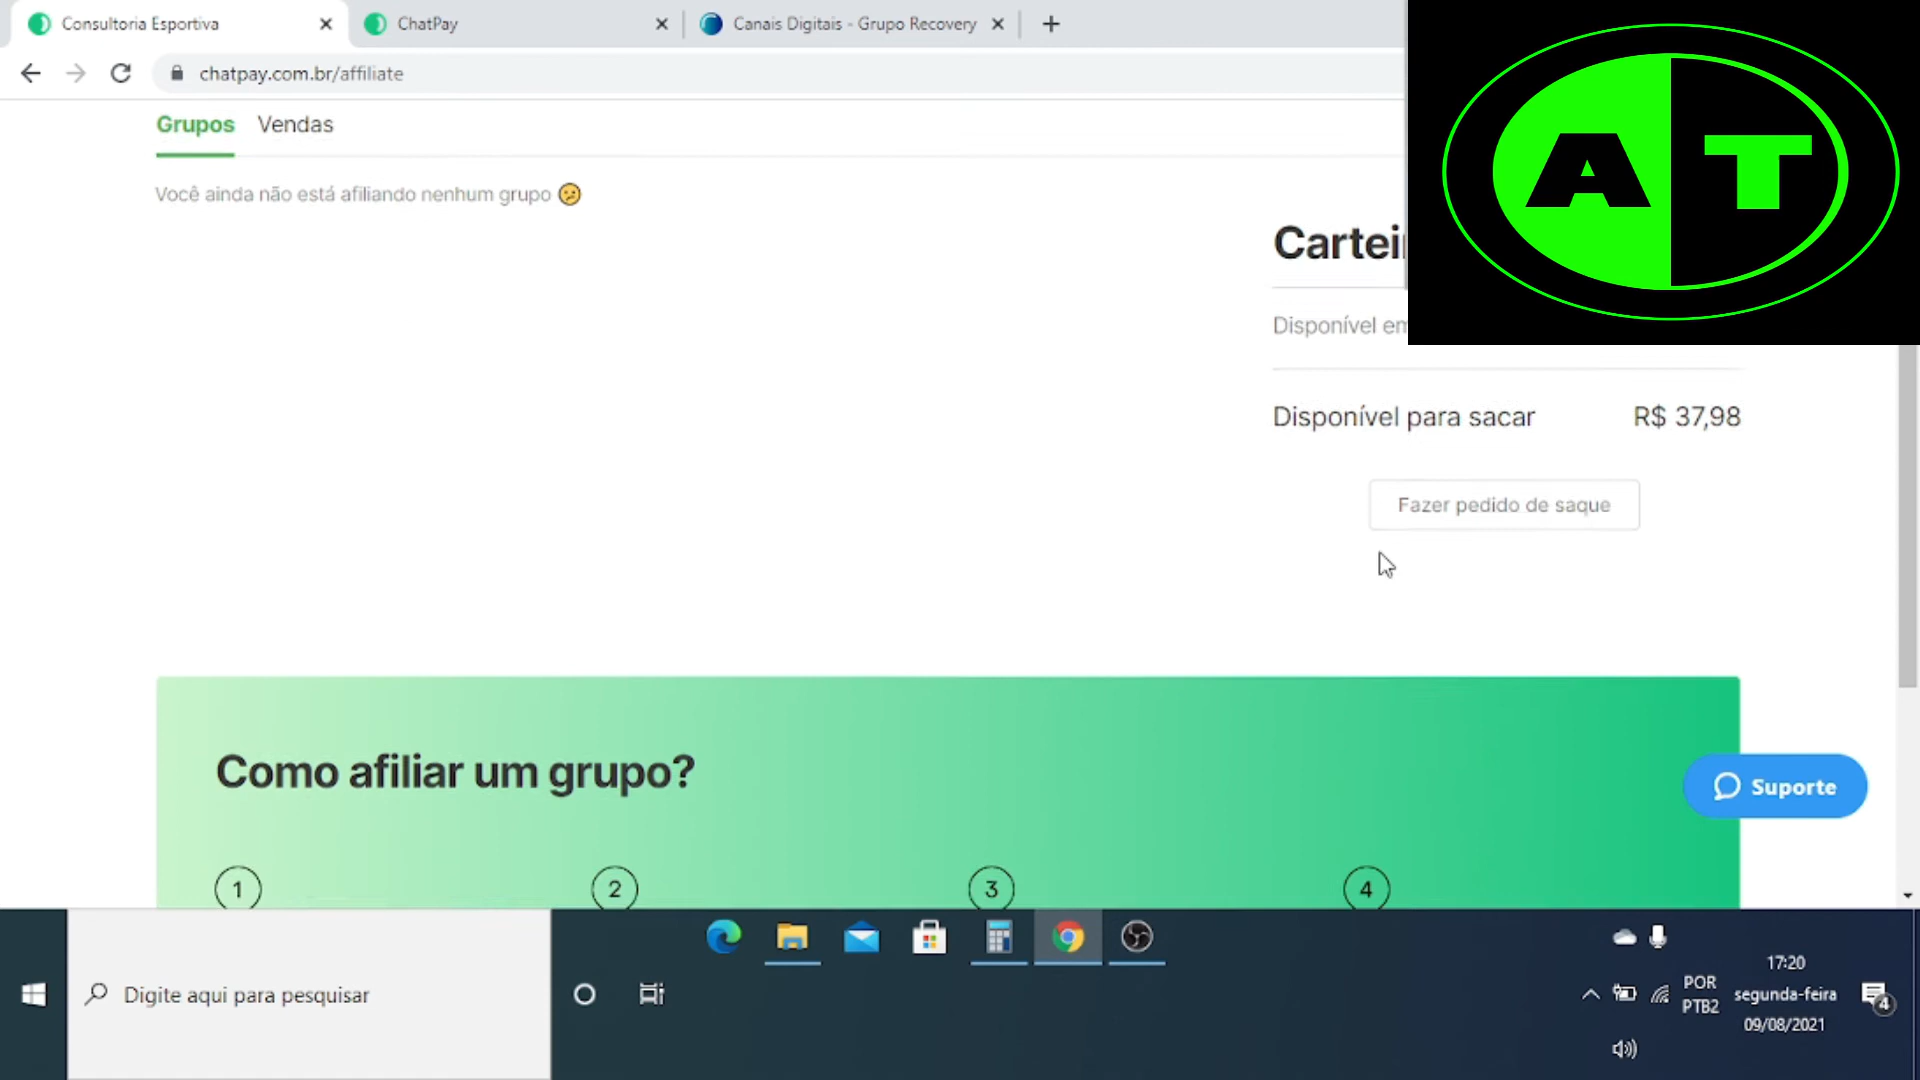 Consultoria Esportiva
ChatPay
Canais Digitais - Grupo Recovery
chatpay.com.br/affiliate
A T
Grupos Vendas
Você ainda não está afiliando nenhum grupo
Disponível
Disponível para sacar R$ 37,98
Fazer pedido de saque
Como afiliar um grupo?
Suporte
1 2 3 4
Digite aqui para pesquisar
POR
PTB2
17:20
segunda-feira
09/08/2021
4